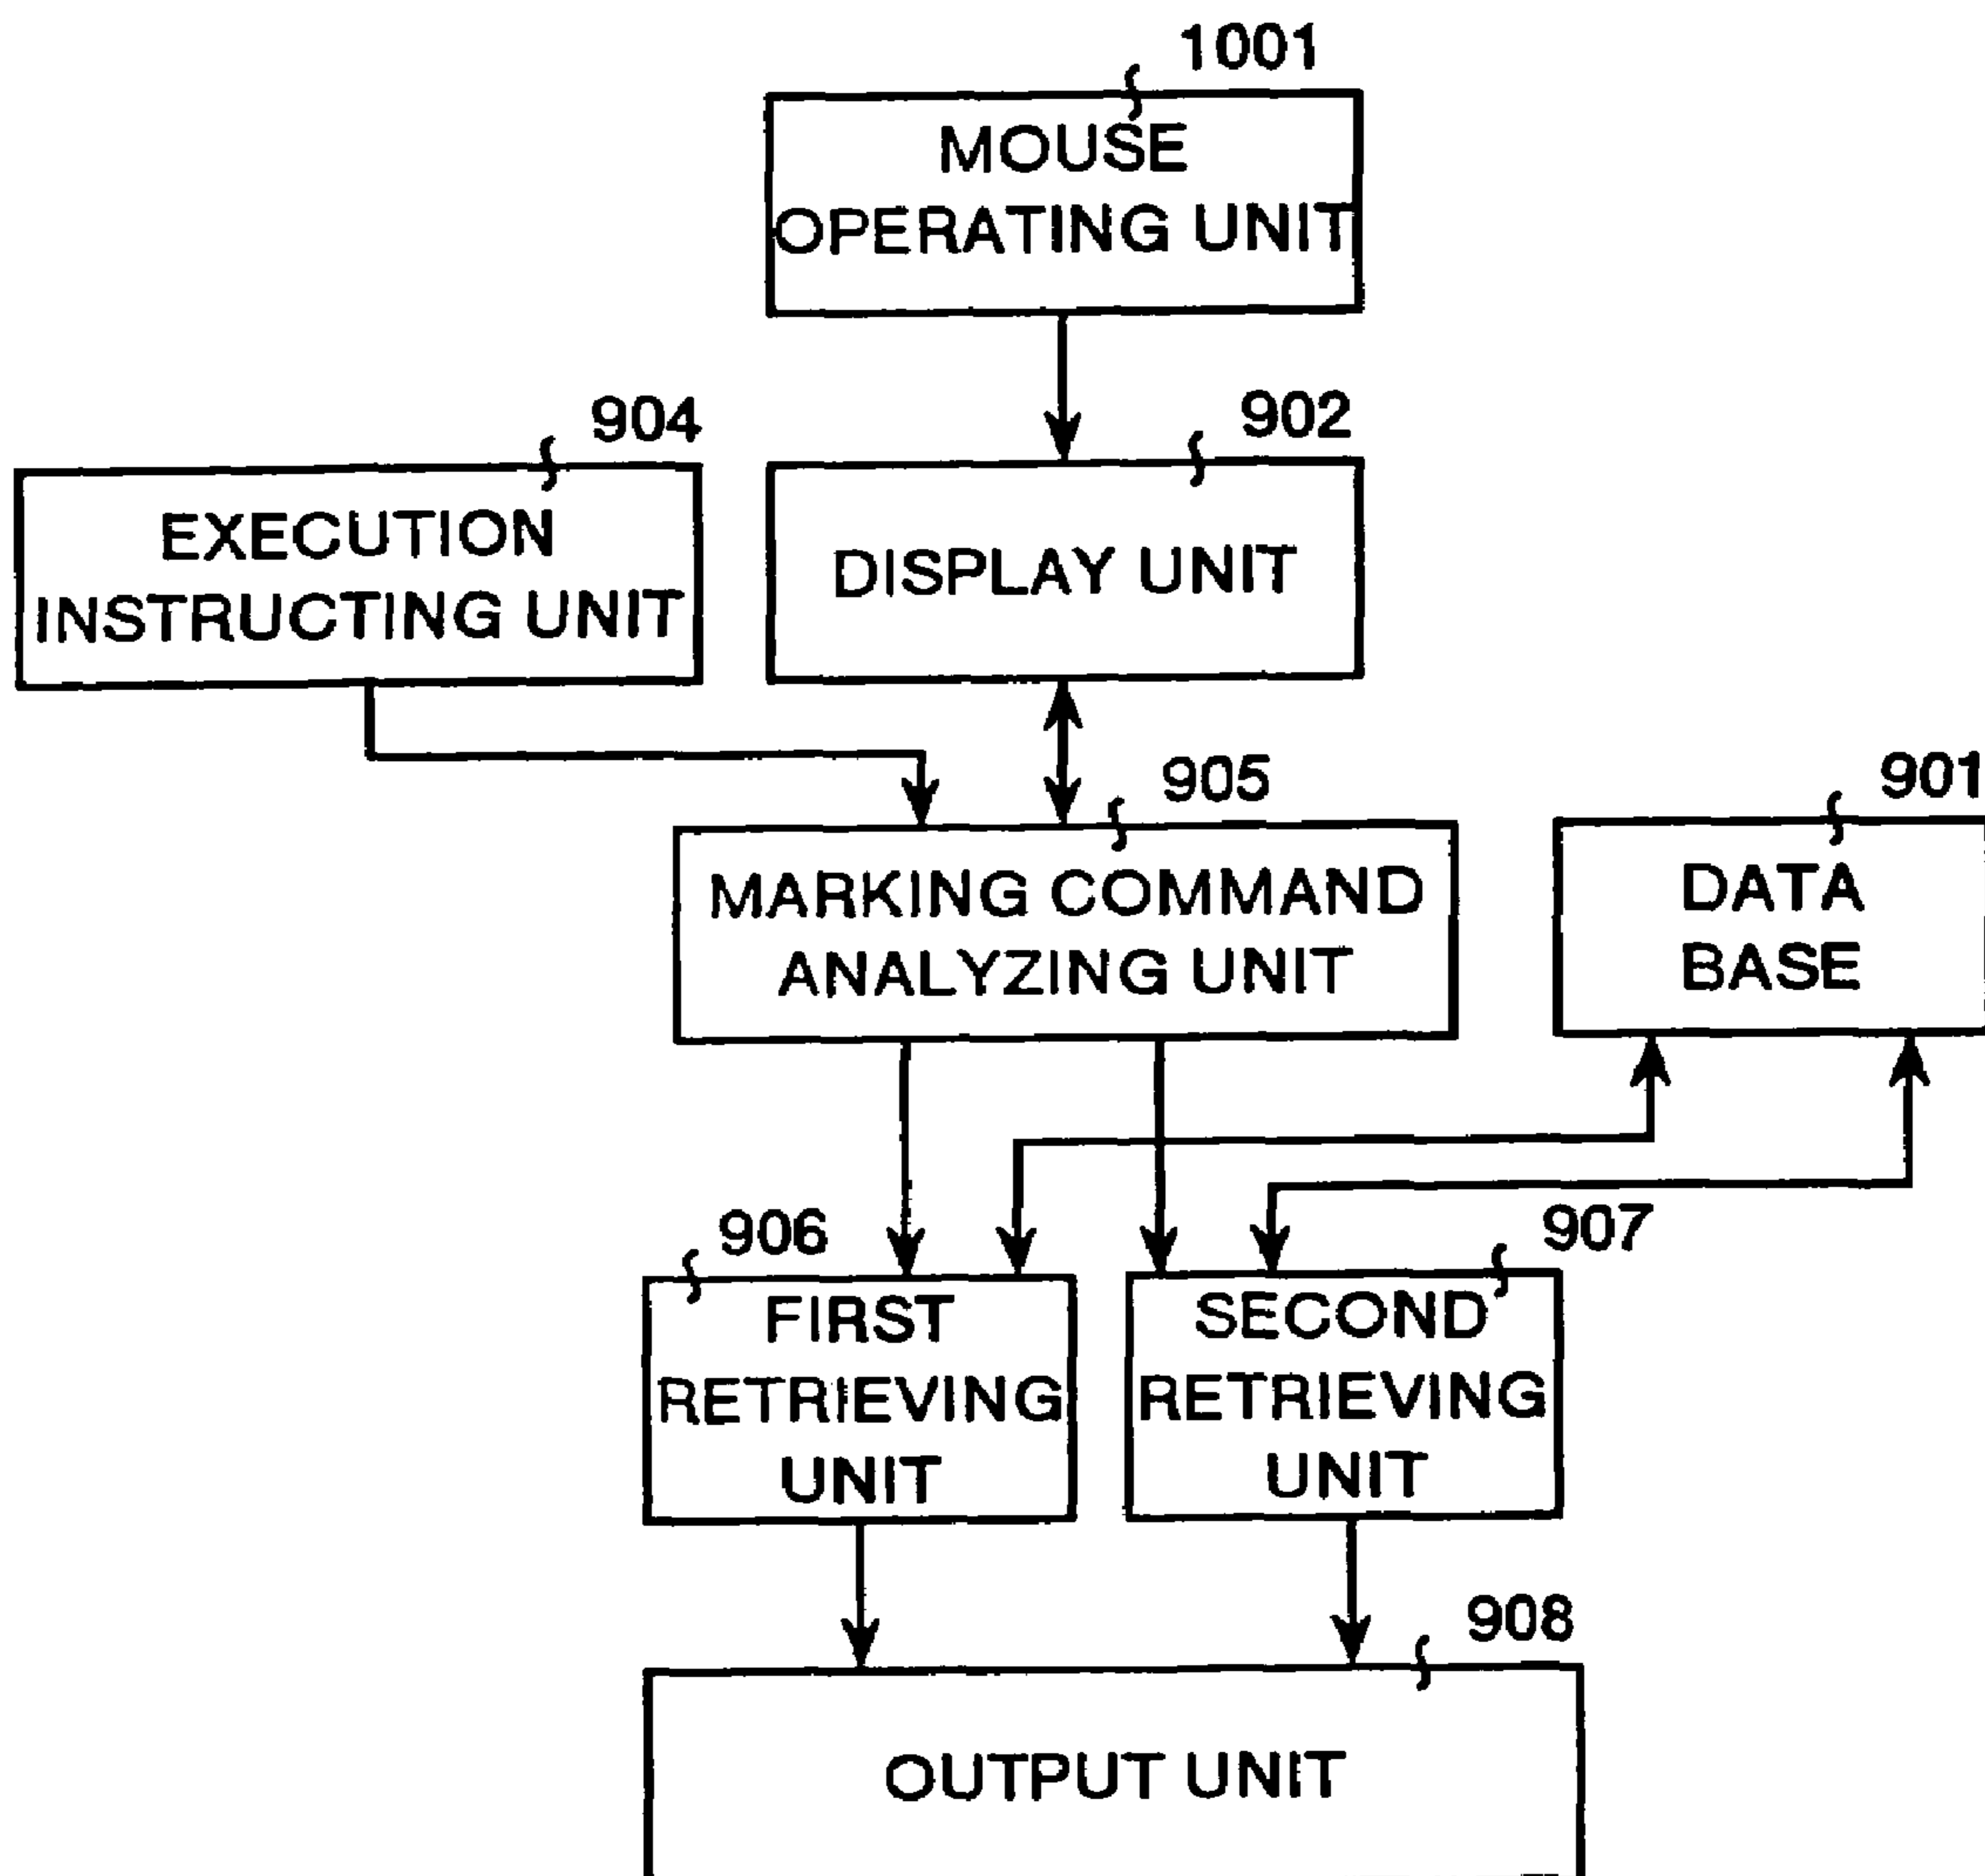 1001
MOUSE
OPERATING UNIT
904
902
EXECUTION
INSTRUCTING UNIT
DISPLAY UNIT
905
901
MARKING COMMAND
ANALYZING UNIT
DATA
BASE
906
907
FIRST
RETRIEVING
UNIT
SECOND
RETRIEVING
UNIT
908
OUTPUT UNIT